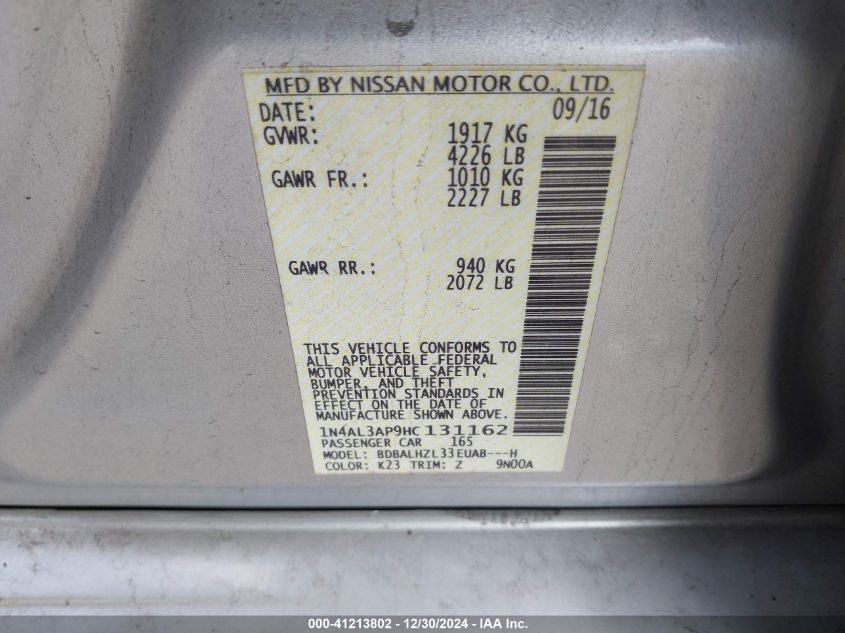 MFD BY NISSAN MOTOR CO., LTD.
DATE: 09/16
GVWR: 1917 KG
4226 LB
GAWR FR.: 1010 KG
2227 LB
GAWR RR.: 940 KG
2072 LB
THIS VEHICLE CONFORMS TO
ALL APPLICABLE FEDERAL
MOTOR VEHICLE SAFETY,
BUMPER, AND THEFT
PREVENTION STANDARDS IN
EFFECT ON THE DATE OF
MANUFACTURE SHOWN ABOVE.
1N4AL3AP9HC131162
PASSENGER CAR 165
MODEL: BDBALHZL33EUAB---H
COLOR: K23 TRIM: Z 9N00A
000-41213802 - 12/30/2024 - IAA Inc.